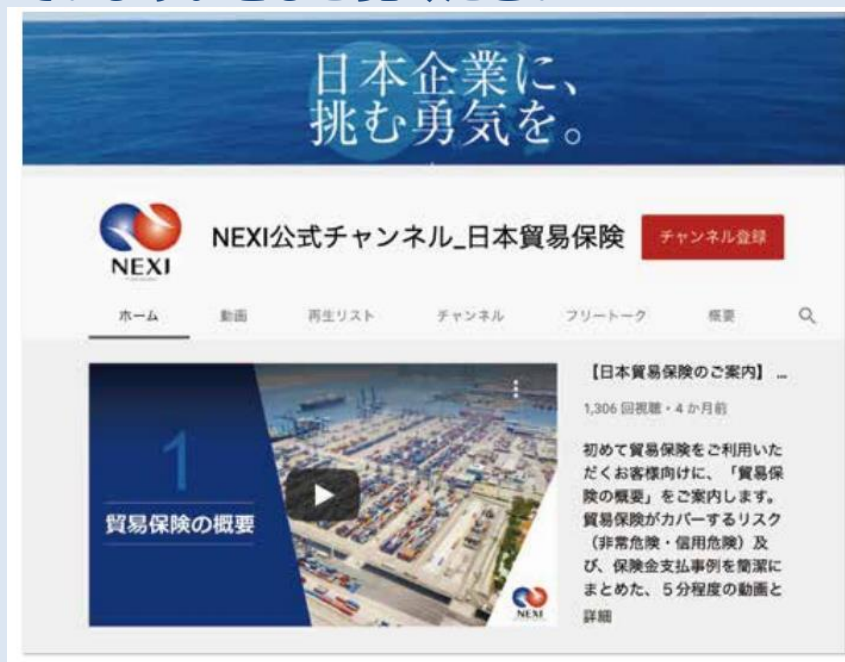 日本企業に、
挑む勇気を。
NEXI
NEXI公式チャンネル_日本貿易保険
チャンネル登録
ホーム 動画 再生リスト チャンネル フリートーク 概要
1
貿易保険の概要
NEXI
【日本貿易保険のご案内】 ...
1,306 回視聴・4 か月前
初めて貿易保険をご利用いた
だくお客様向けに、「貿易保
険の概要」をご案内します。
貿易保険がカバーするリスク
（非常危険・信用危険）及
び、保険金支払事例を簡潔に
まとめた、５分程度の動画と
詳細